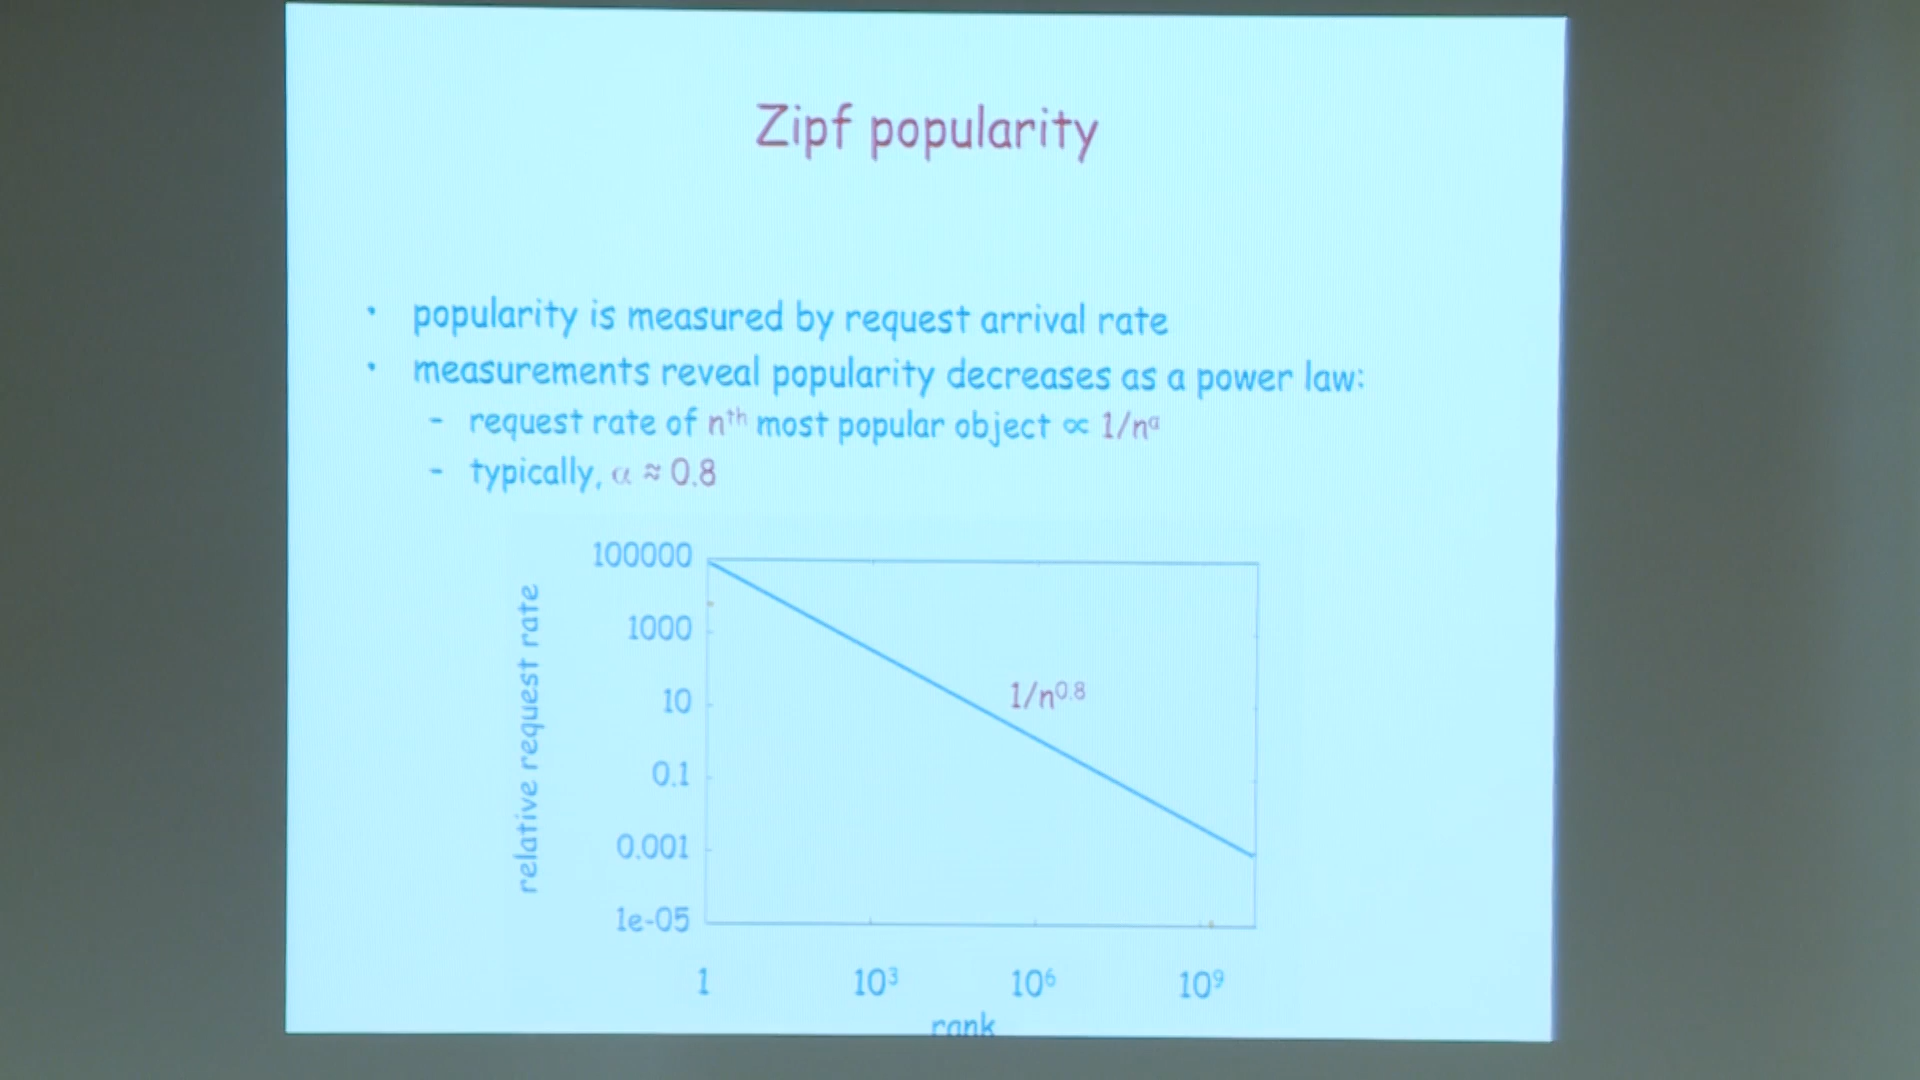 Zipf popularity
• popularity is measured by request arrival rate
• measurements reveal popularity decreases as a power law:
– request rate of nᵗʰ most popular object ∝ 1/nᵅ
– typically, α ≈ 0.8
100000
1000
10
0.1
0.001
1e-05
relative request rate
1/n⁰·⁸
1 10³ 10⁶ 10⁹
rank